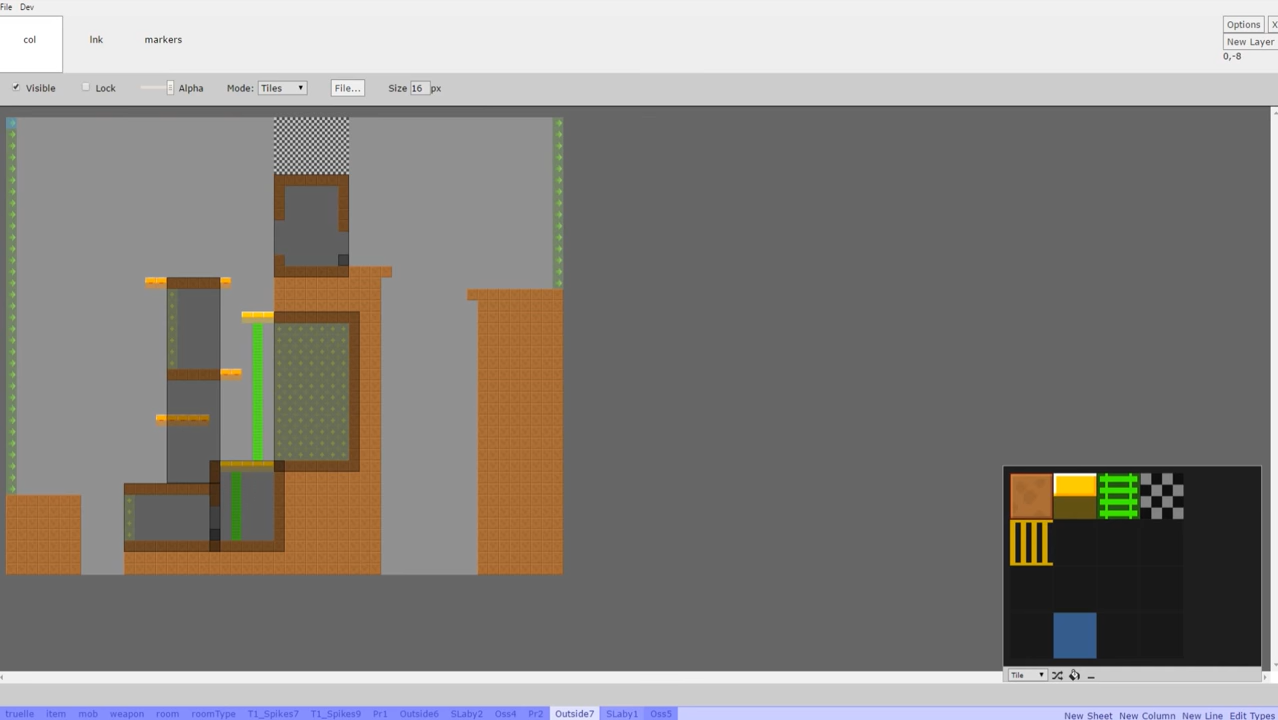 File Dev
col lnk markers
Options X
New Layer
0,-8
Visible Lock Alpha Mode: Tiles File... Size 16 px
Tile
truelle item mob weapon room roomType T1_Spikes7 T1_Spikes9 Pr1 Outside6 SLaby2 Oss4 Pr2 Outside7 SLaby1 Oss5
New Sheet New Column New Line Edit Types